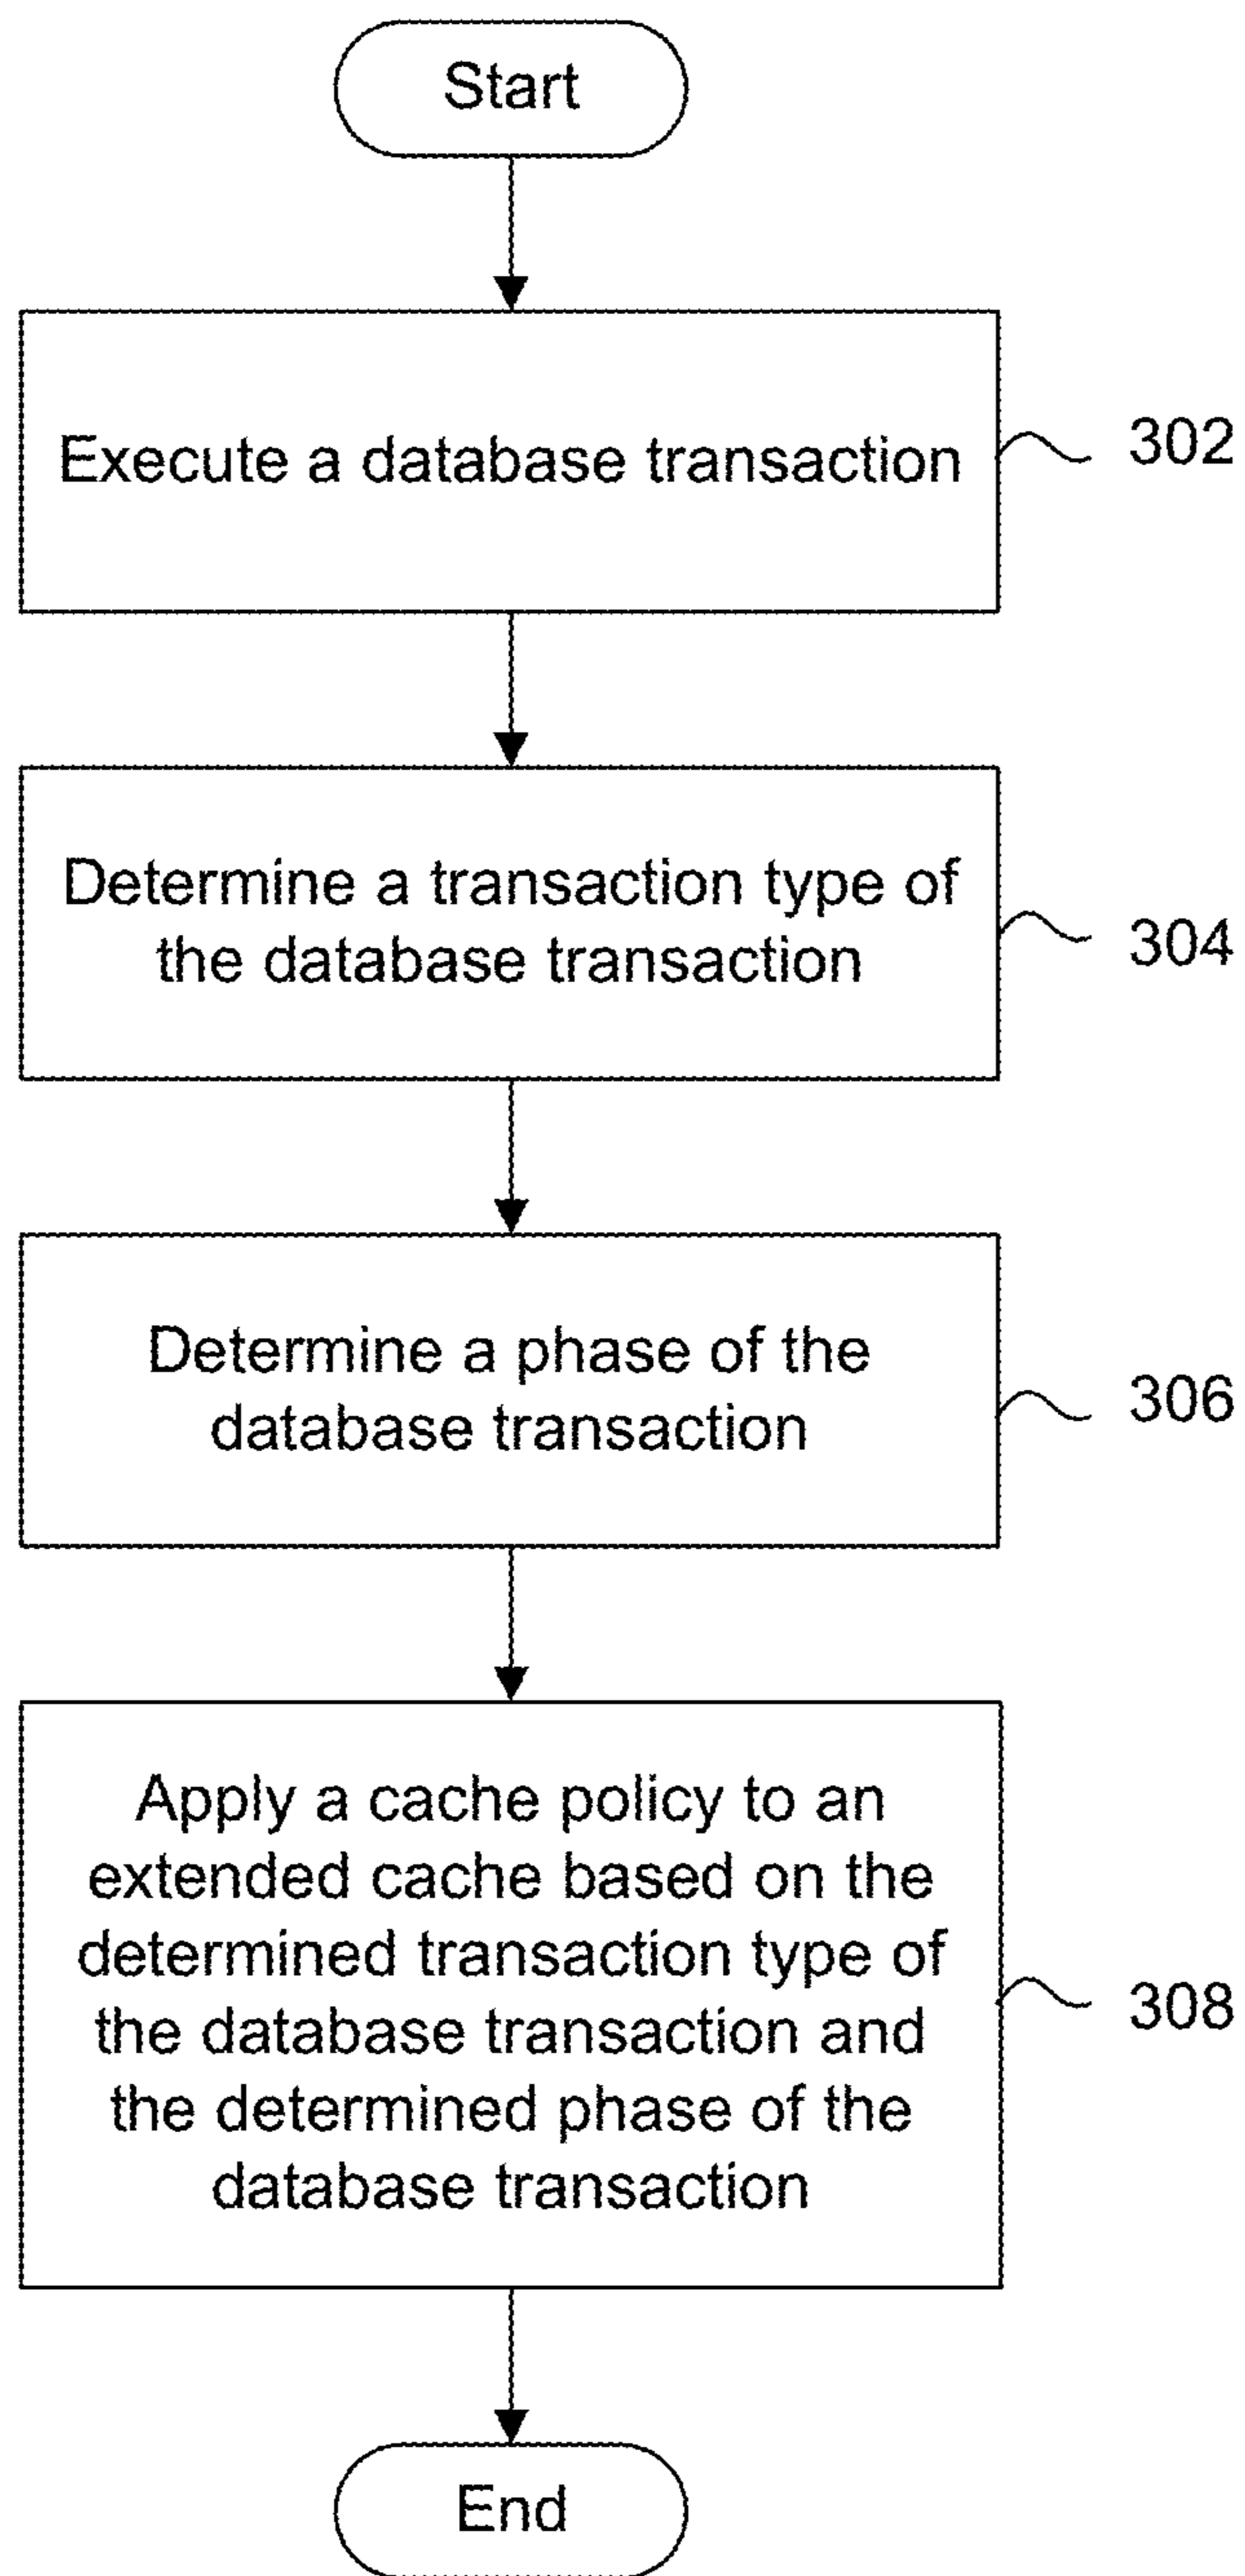 Start
Execute a database transaction
302
Determine a transaction type of
the database transaction
304
Determine a phase of the
database transaction
306
Apply a cache policy to an
extended cache based on the
determined transaction type of
the database transaction and
the determined phase of the
database transaction
308
End